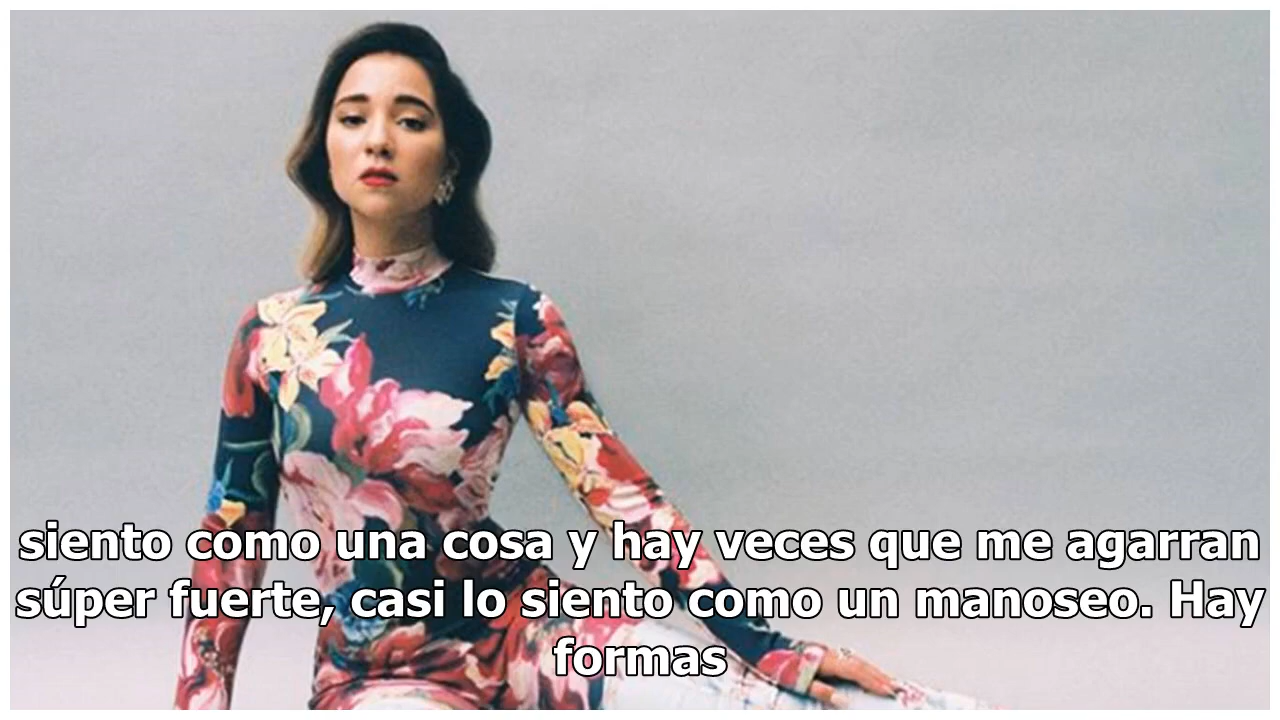 siento como una cosa y hay veces que me agarran
súper fuerte, casi lo siento como un manoseo. Hay
formas